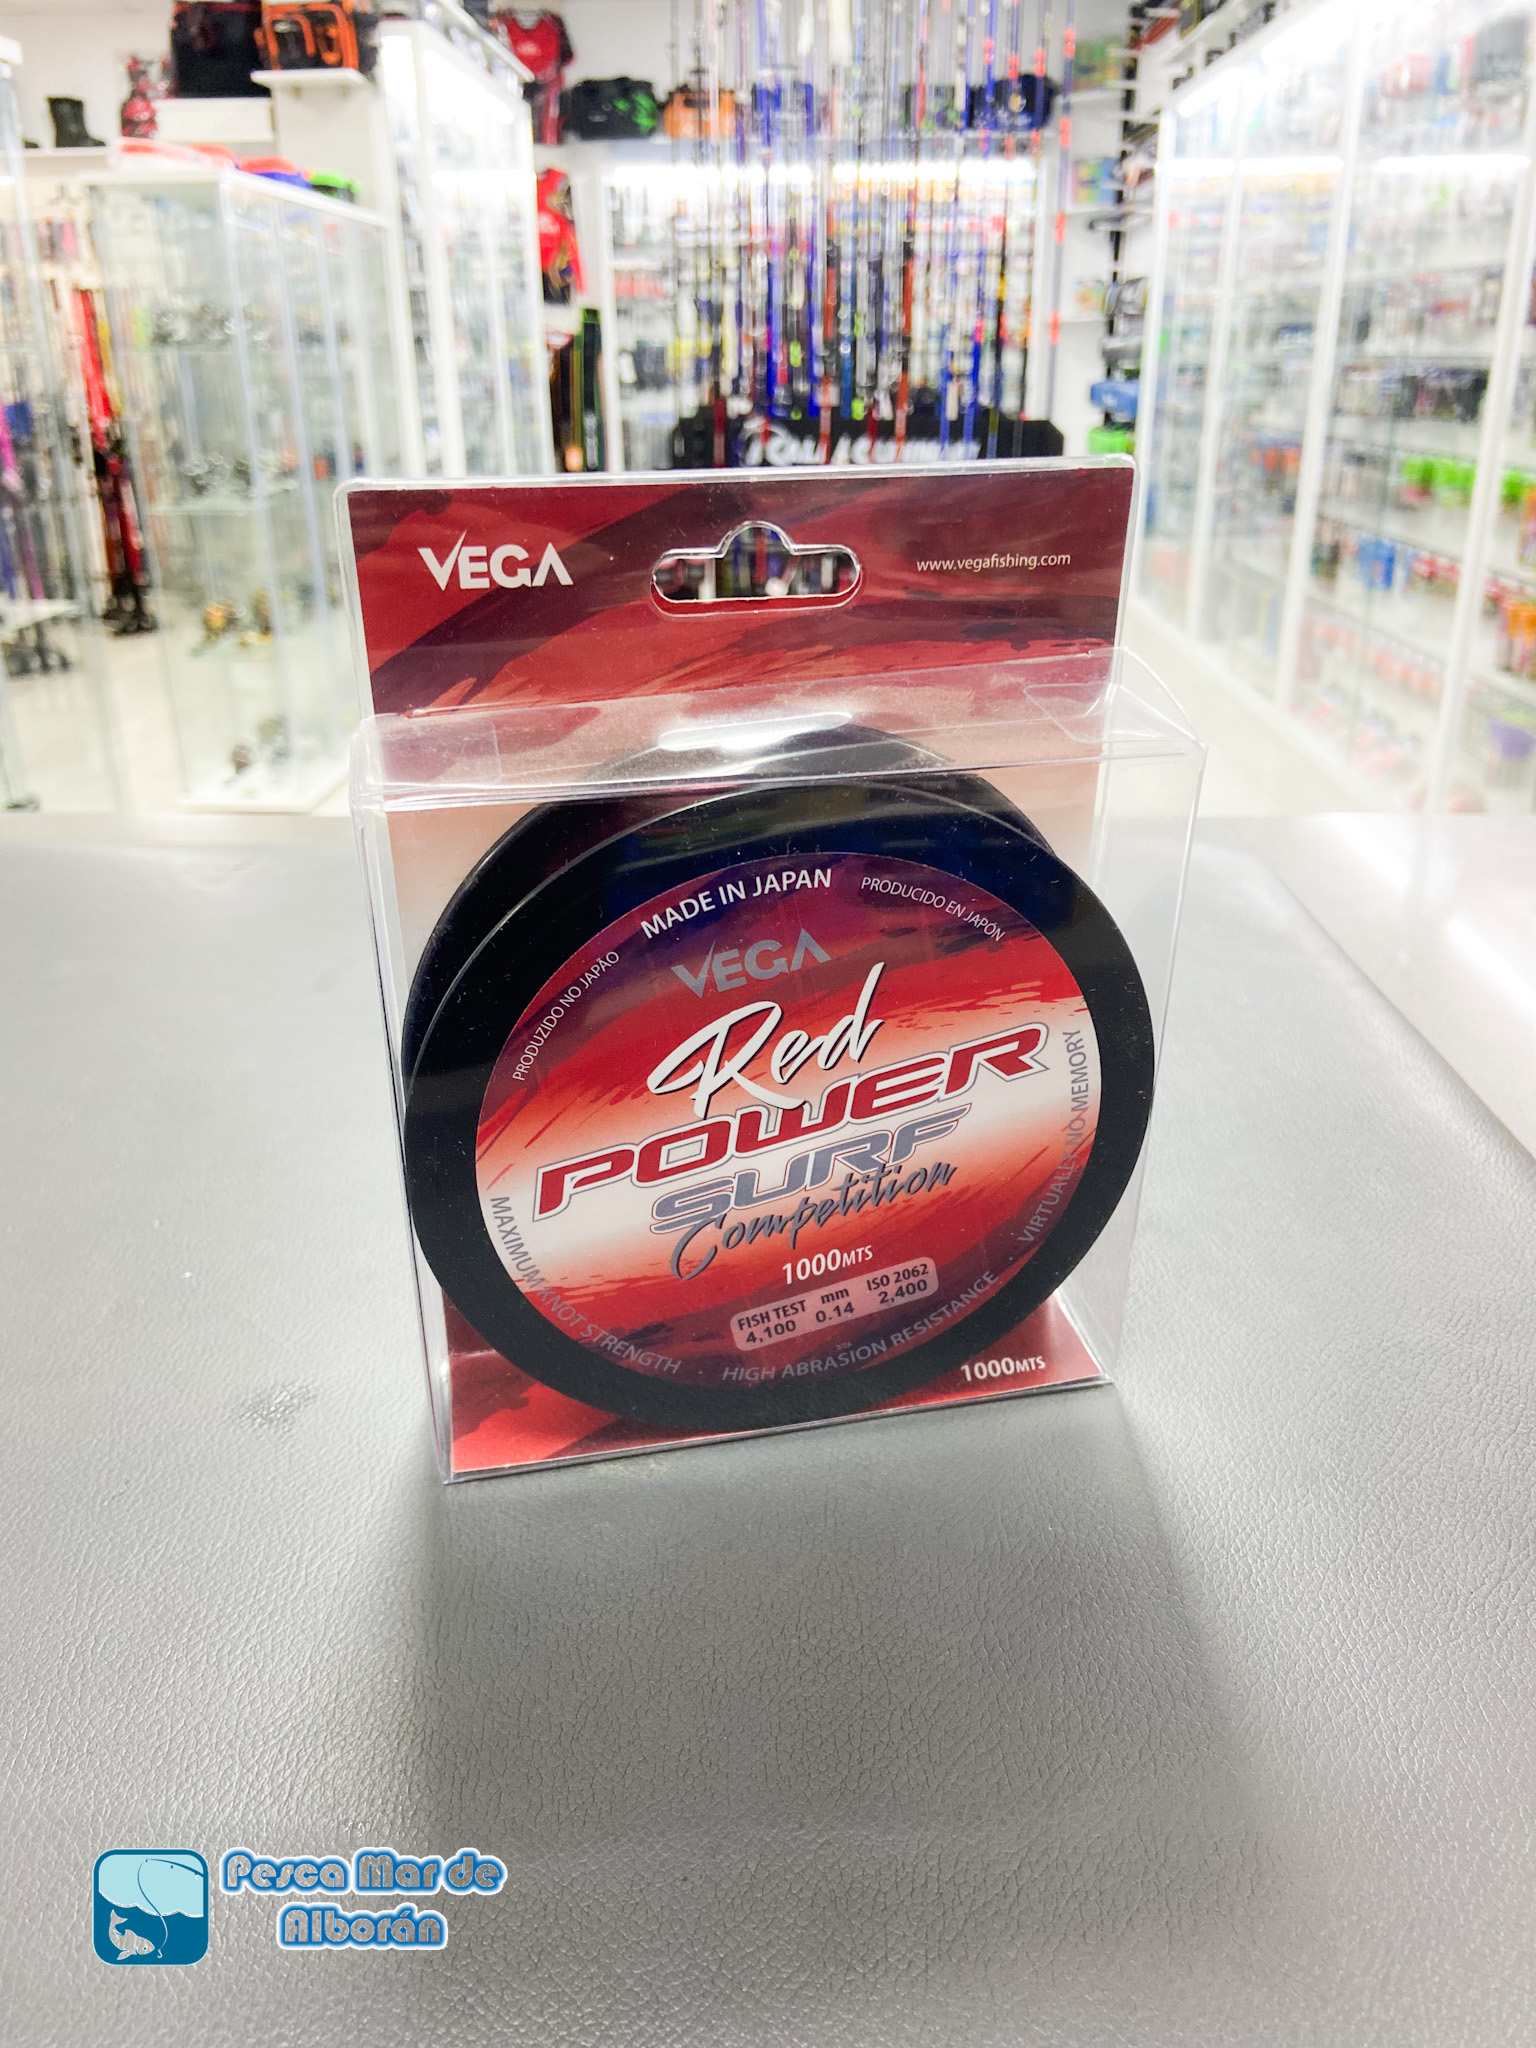 VEGA
www.vegafishing.com
MADE IN JAPAN
PRODUCIDO EN JAPÓN
PRODUZIDO NO JAPÃO
VEGA
Red
POWER
SURF
Competition
1000MTS
FISH TEST mm ISO 2062
4,100 0.14 2,400
MAXIMUM KNOT STRENGTH · HIGH ABRASION RESISTANCE · VIRTUALLY NO MEMORY
1000MTS
Pesca Mar de
Alborán